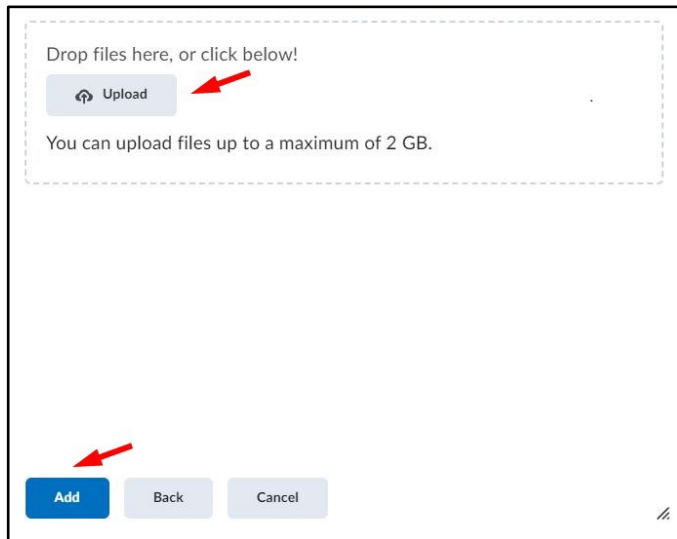 Drop files here, or click below!
Upload
You can upload files up to a maximum of 2 GB.
Add Back Cancel